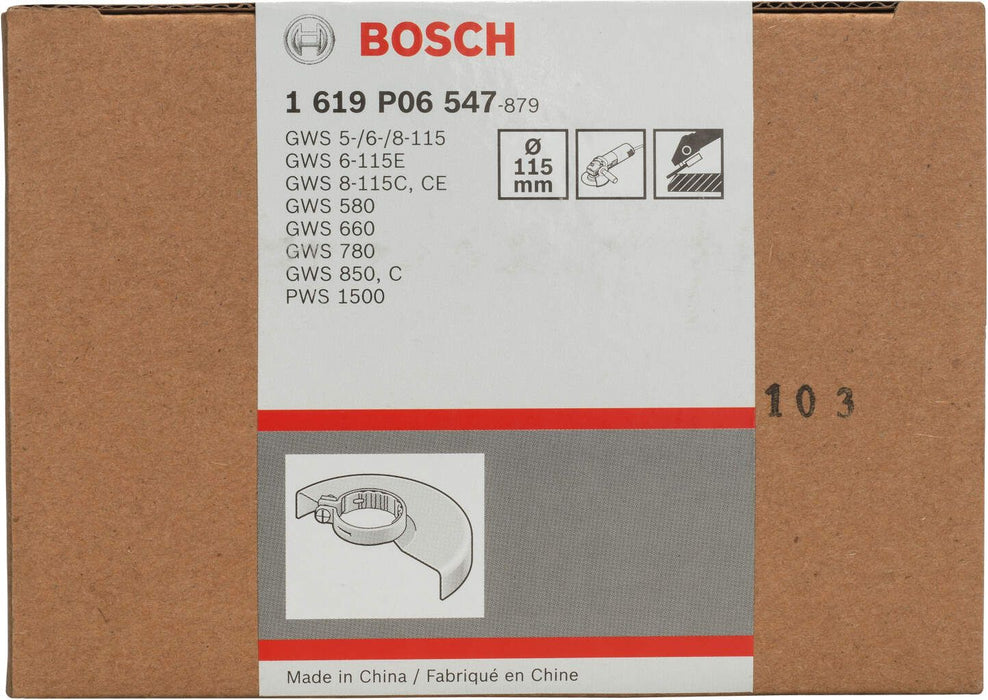 BOSCH
1 619 P06 547-879
GWS 5-/6-/8-115
GWS 6-115E
GWS 8-115C, CE
GWS 580
GWS 660
GWS 780
GWS 850, C
PWS 1500
Ø
115
mm
103
Made in China / Fabriqué en Chine